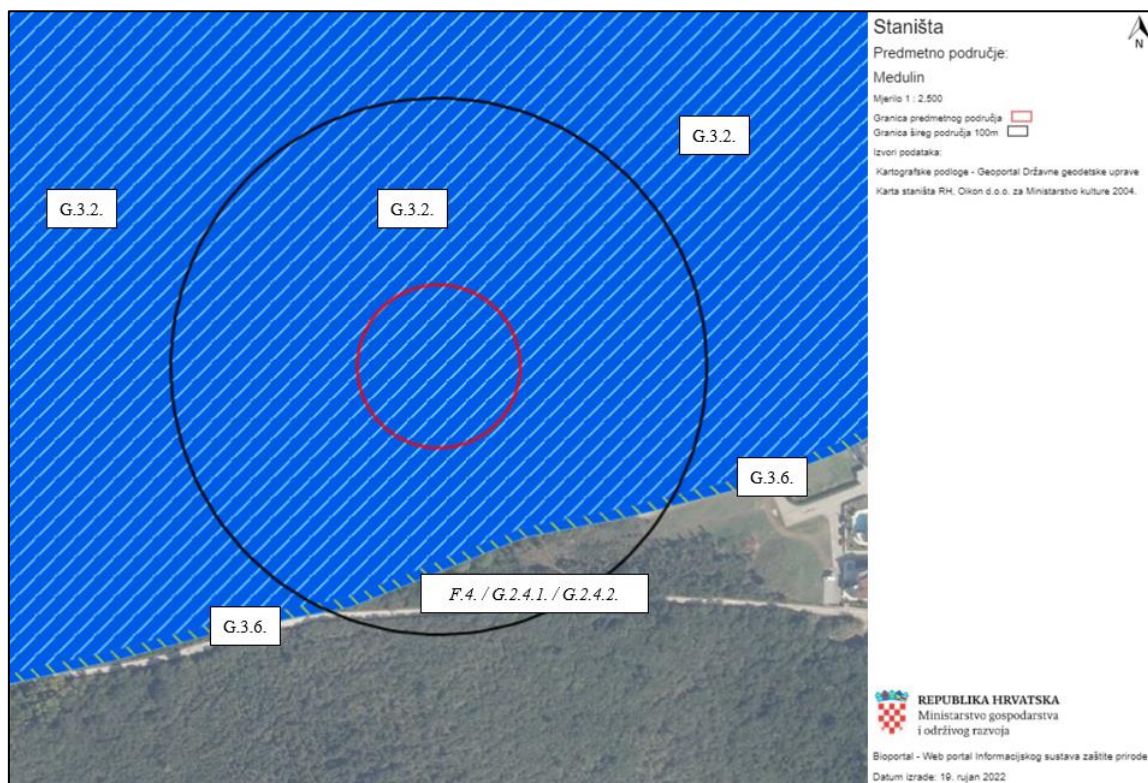 G.3.2.
G.3.2.
G.3.2.
G.3.6.
F.4. / G.2.4.1. / G.2.4.2.
G.3.6.
Staništa
N
Predmetno područje:
Medulin
Mjerilo 1 : 2.500
Granica predmetnog područja
Granica šireg područja 100m
Izvori podataka:
Kartografske podloge - Geoportal Državne geodetske uprave
Karta staništa RH, Oikon d.o.o. za Ministarstvo kulture 2004.
REPUBLIKA HRVATSKA
Ministarstvo gospodarstva
i održivog razvoja
Bioportal - Web portal Informacijskog sustava zaštite prirode
Datum izrade: 19. rujan 2022